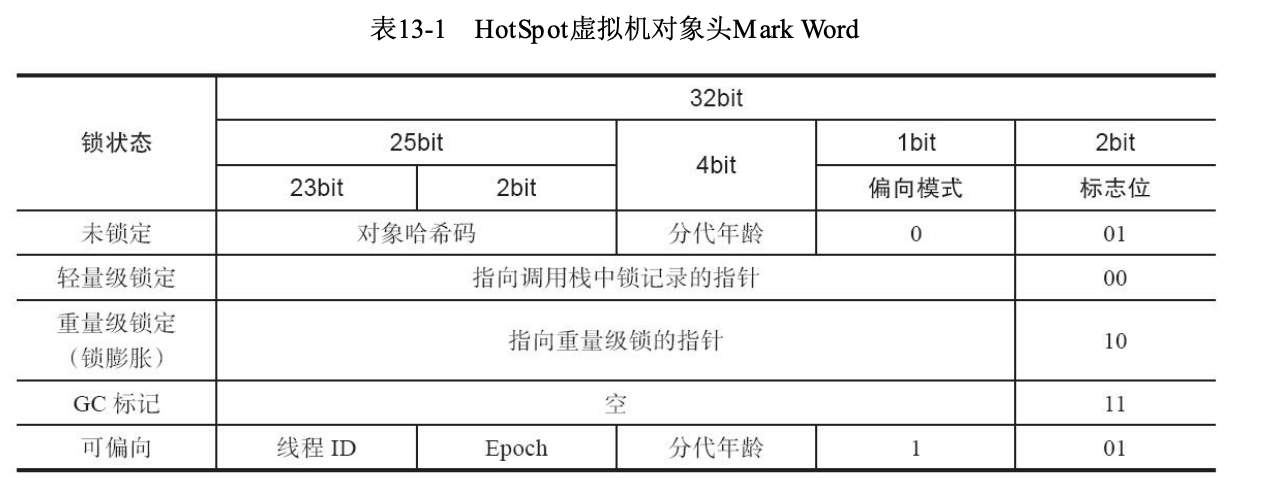 表13-1 HotSpot虚拟机对象头Mark Word
锁状态 32bit
25bit 4bit 1bit 2bit
23bit 2bit 偏向模式 标志位
未锁定 对象哈希码 分代年龄 0 01
轻量级锁定 指向调用栈中锁记录的指针 00
重量级锁定
（锁膨胀） 指向重量级锁的指针 10
GC 标记 空 11
可偏向 线程 ID Epoch 分代年龄 1 01